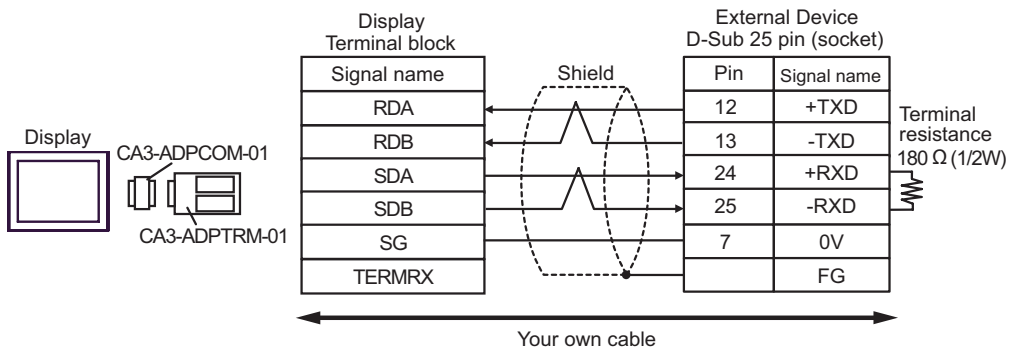 Display
Terminal block
External Device
D-Sub 25 pin (socket)
Signal name
Shield
Pin
Signal name
RDA
12
+TXD
RDB
13
-TXD
SDA
24
+RXD
SDB
25
-RXD
SG
7
0V
TERMRX
FG
Terminal
resistance
180 Ω (1/2W)
Display
CA3-ADPCOM-01
CA3-ADPTRM-01
Your own cable